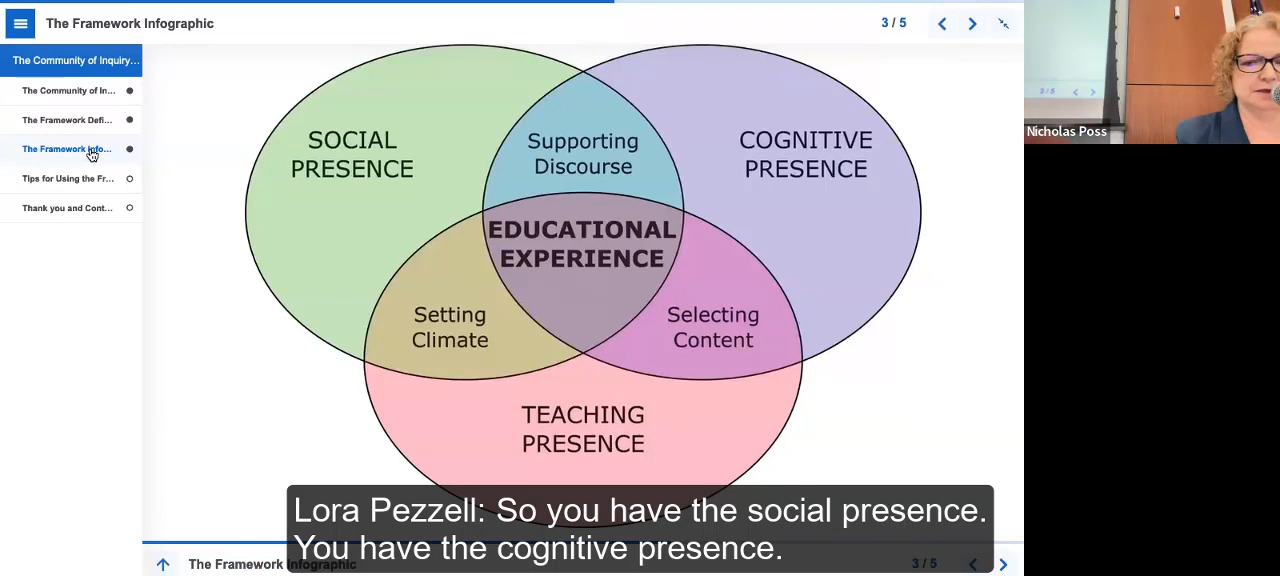 The Framework Infographic
3 / 5
The Community of Inquiry...
The Community of In...
The Framework Defi...
The Framework Info...
Tips for Using the Fr...
Thank you and Cont...
SOCIAL
PRESENCE
Supporting
Discourse
COGNITIVE
PRESENCE
EDUCATIONAL
EXPERIENCE
Setting
Climate
Selecting
Content
TEACHING
PRESENCE
Lora Pezzell: So you have the social presence.
You have the cognitive presence.
The Framework Infographic
3 / 5
3/5
Nicholas Poss